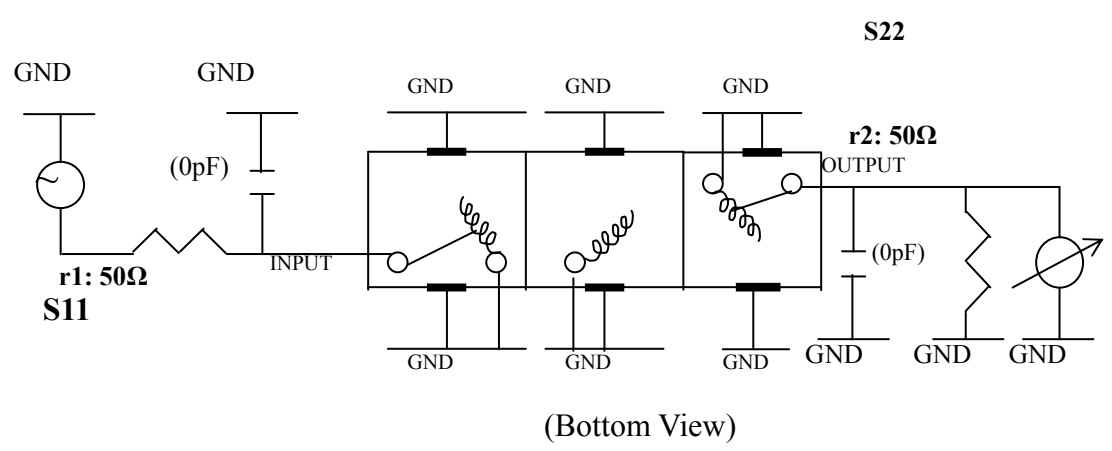 S22
GND
GND
GND
GND
GND
r2: 50Ω
(0pF)
OUTPUT
INPUT
(0pF)
r1: 50Ω
S11
GND
GND
GND
GND
GND
GND
(Bottom View)